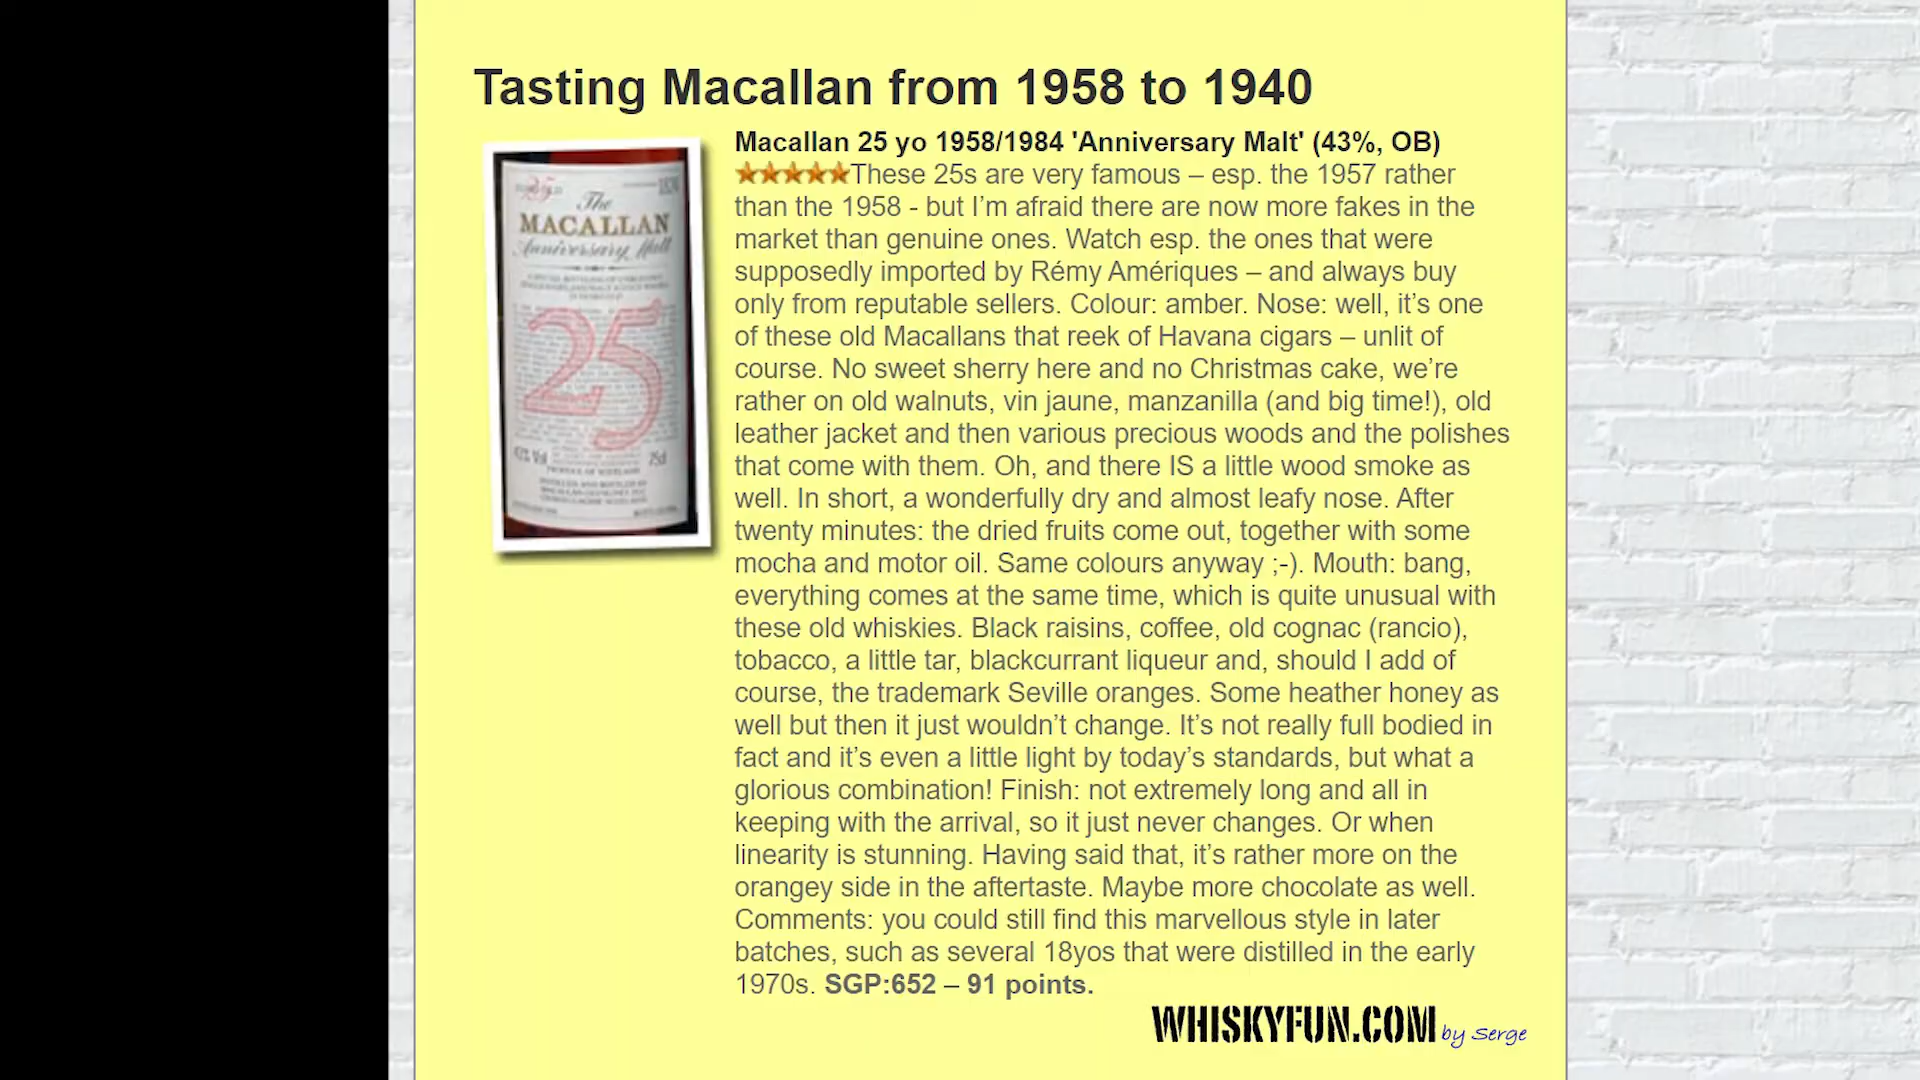 Tasting Macallan from 1958 to 1940
Macallan 25 yo 1958/1984 'Anniversary Malt' (43%, OB)
These 25s are very famous – esp. the 1957 rather
than the 1958 - but I’m afraid there are now more fakes in the
market than genuine ones. Watch esp. the ones that were
supposedly imported by Rémy Amériques – and always buy
only from reputable sellers. Colour: amber. Nose: well, it’s one
of these old Macallans that reek of Havana cigars – unlit of
course. No sweet sherry here and no Christmas cake, we’re
rather on old walnuts, vin jaune, manzanilla (and big time!), old
leather jacket and then various precious woods and the polishes
that come with them. Oh, and there IS a little wood smoke as
well. In short, a wonderfully dry and almost leafy nose. After
twenty minutes: the dried fruits come out, together with some
mocha and motor oil. Same colours anyway ;-). Mouth: bang,
everything comes at the same time, which is quite unusual with
these old whiskies. Black raisins, coffee, old cognac (rancio),
tobacco, a little tar, blackcurrant liqueur and, should I add of
course, the trademark Seville oranges. Some heather honey as
well but then it just wouldn’t change. It’s not really full bodied in
fact and it’s even a little light by today’s standards, but what a
glorious combination! Finish: not extremely long and all in
keeping with the arrival, so it just never changes. Or when
linearity is stunning. Having said that, it’s rather more on the
orangey side in the aftertaste. Maybe more chocolate as well.
Comments: you could still find this marvellous style in later
batches, such as several 18yos that were distilled in the early
1970s. SGP:652 – 91 points.
The
MACALLAN
Anniversary Malt
25
43% Vol
75cl
WHISKYFUN.COM by Serge